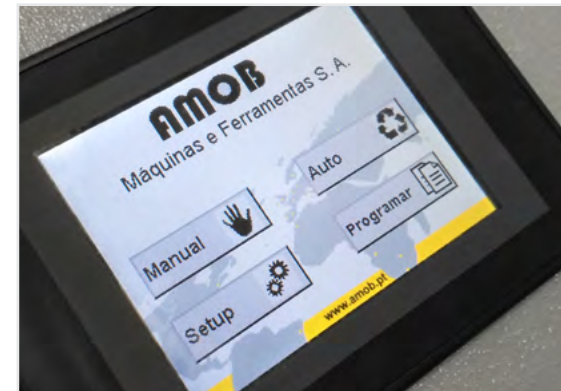 AMOB
Máquinas e Ferramentas S.A.
Manual
Auto
Setup
Programar
www.amob.pt